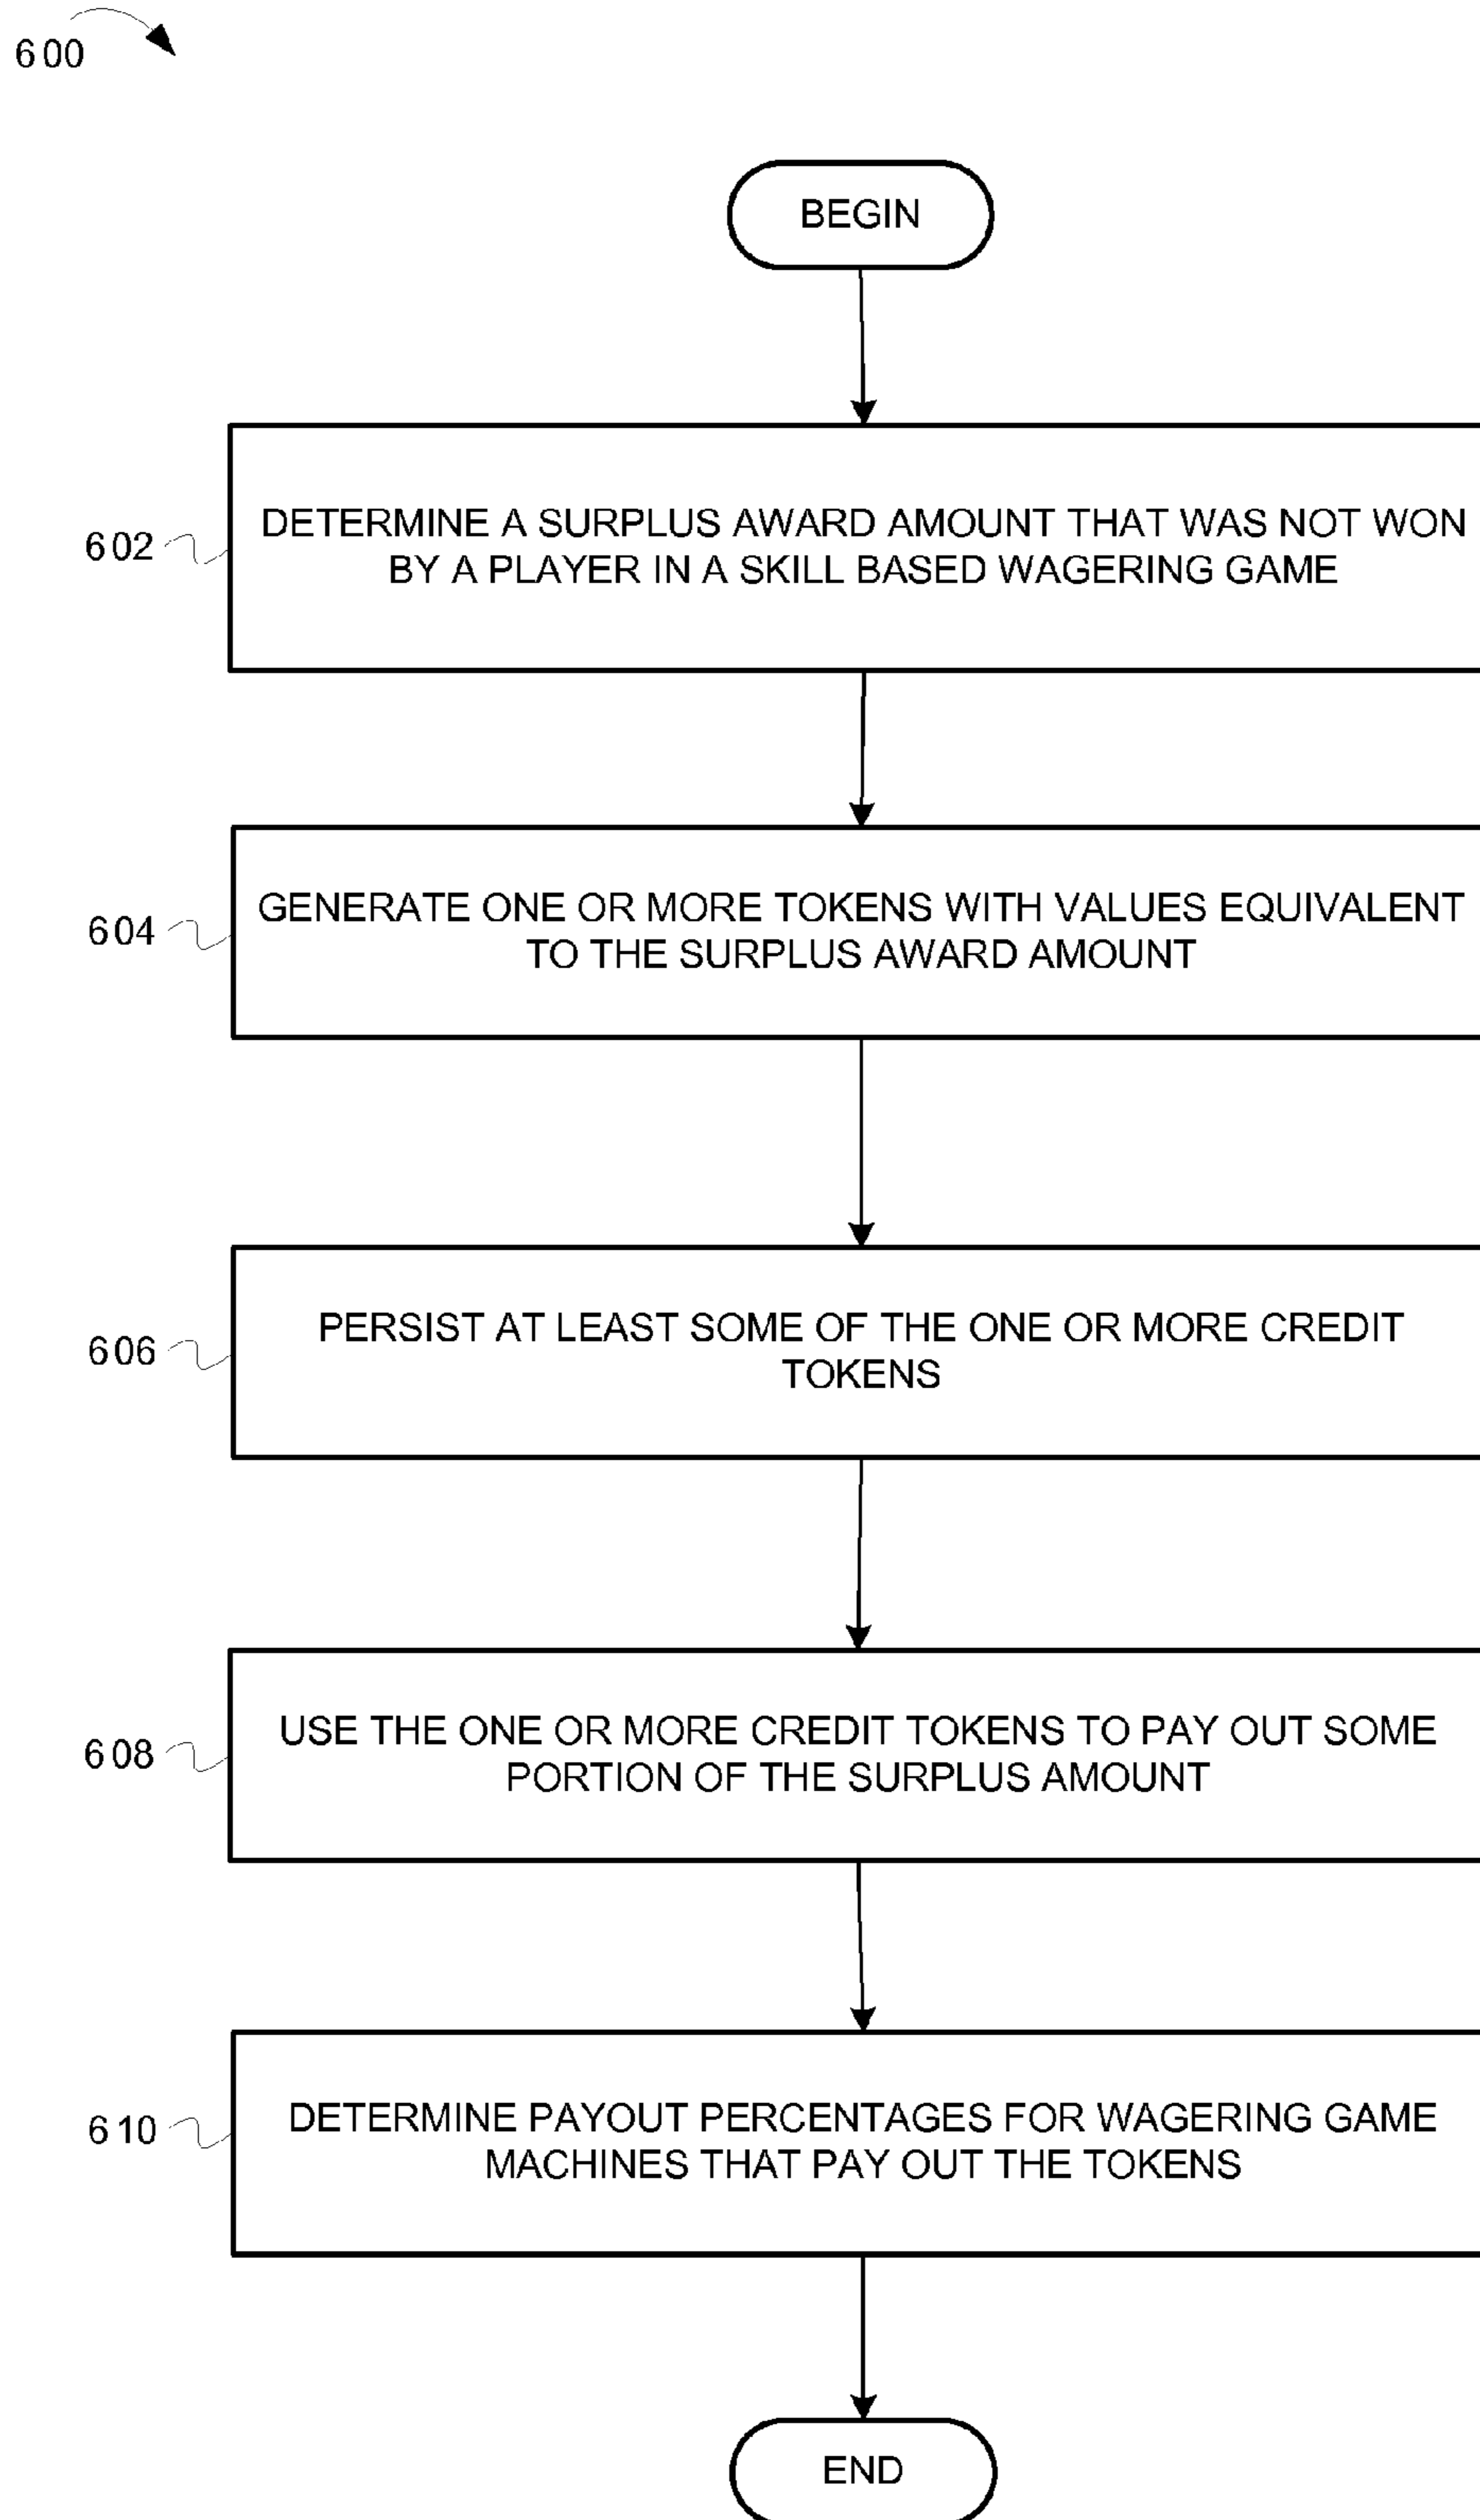 600
BEGIN
602
DETERMINE A SURPLUS AWARD AMOUNT THAT WAS NOT WON
BY A PLAYER IN A SKILL BASED WAGERING GAME
604
GENERATE ONE OR MORE TOKENS WITH VALUES EQUIVALENT
TO THE SURPLUS AWARD AMOUNT
606
PERSIST AT LEAST SOME OF THE ONE OR MORE CREDIT
TOKENS
608
USE THE ONE OR MORE CREDIT TOKENS TO PAY OUT SOME
PORTION OF THE SURPLUS AMOUNT
610
DETERMINE PAYOUT PERCENTAGES FOR WAGERING GAME
MACHINES THAT PAY OUT THE TOKENS
END